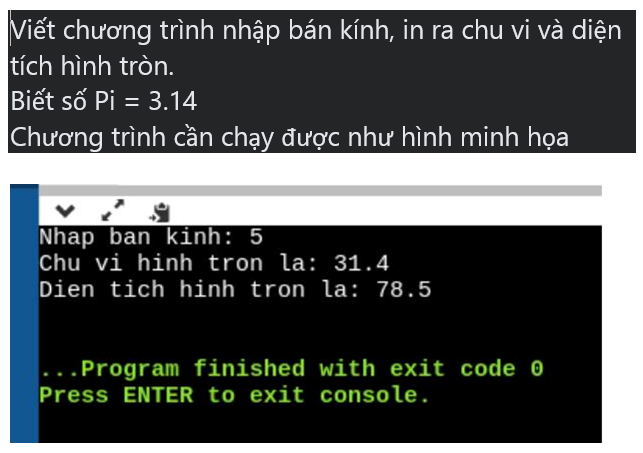 Viết chương trình nhập bán kính, in ra chu vi và diện
tích hình tròn.
Biết số Pi = 3.14
Chương trình cần chạy được như hình minh họa
Nhap ban kinh: 5
Chu vi hinh tron la: 31.4
Dien tich hinh tron la: 78.5
...Program finished with exit code 0
Press ENTER to exit console.